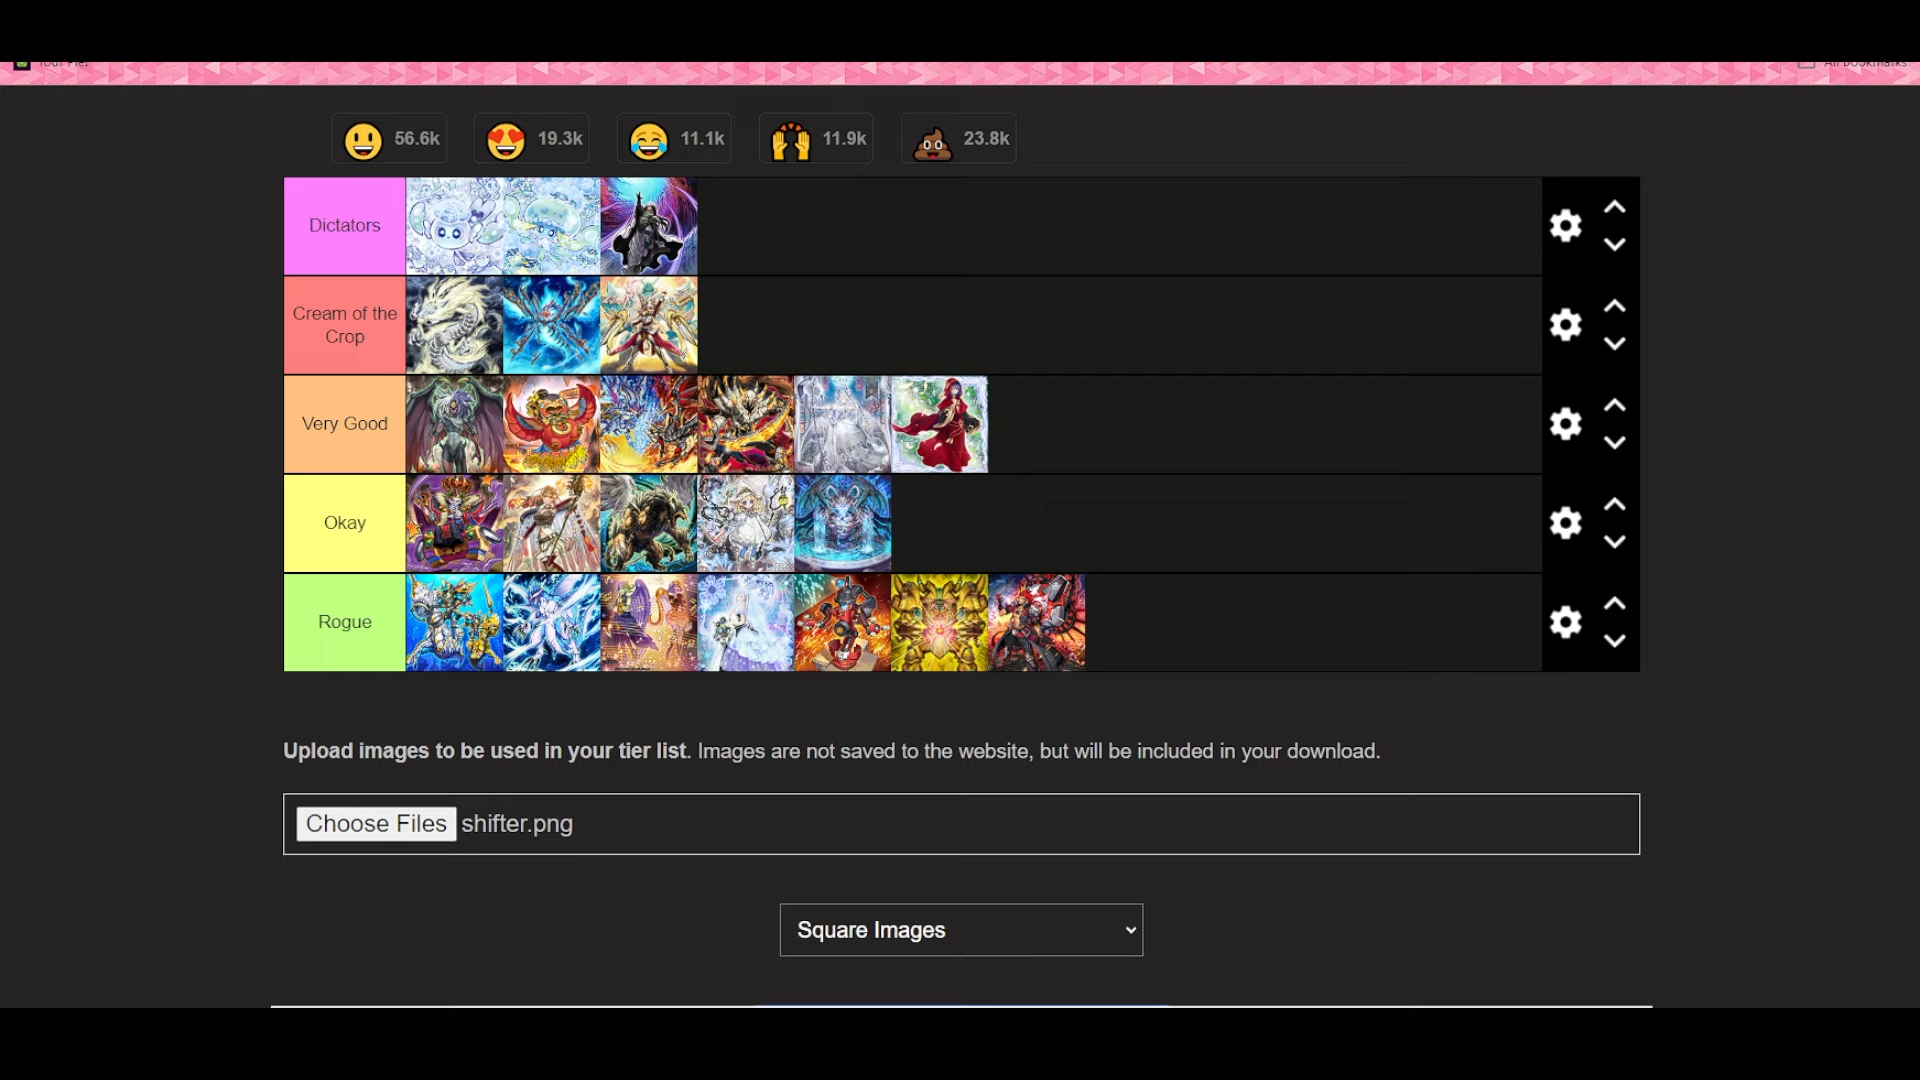 All Bookmarks
56.6k
19.3k
11.1k
11.9k
23.8k
Dictators
Cream of the
Crop
Very Good
Okay
Rogue
Upload images to be used in your tier list. Images are not saved to the website, but will be included in your download.
Choose Files shifter.png
Square Images